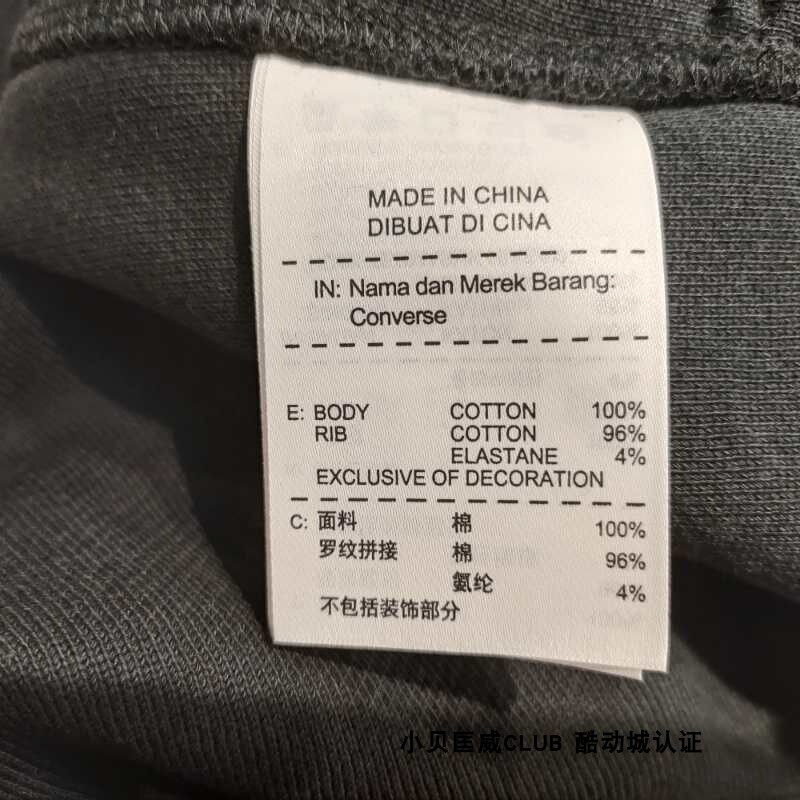 MADE IN CHINA
DIBUAT DI CINA
IN: Nama dan Merek Barang:
Converse
E: BODY COTTON 100%
RIB COTTON 96%
ELASTANE 4%
EXCLUSIVE OF DECORATION
C: 面料 棉 100%
罗纹拼接 棉 96%
氨纶 4%
不包括装饰部分
小贝匡威CLUB 酷动城认证